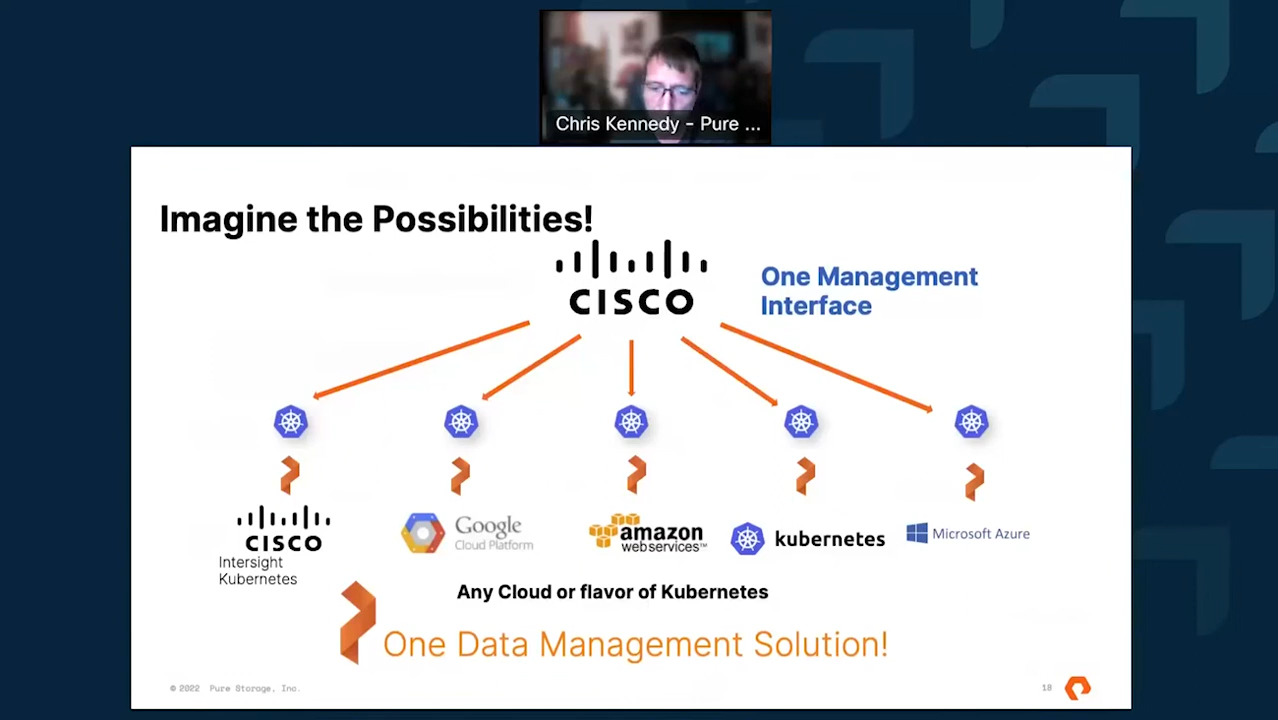 Chris Kennedy - Pure ...
Imagine the Possibilities!
CISCO
One Management
Interface
CISCO
Intersight
Kubernetes
Google
Cloud Platform
amazon
webservices™
kubernetes
Microsoft Azure
Any Cloud or flavor of Kubernetes
One Data Management Solution!
© 2022 Pure Storage, Inc.
18